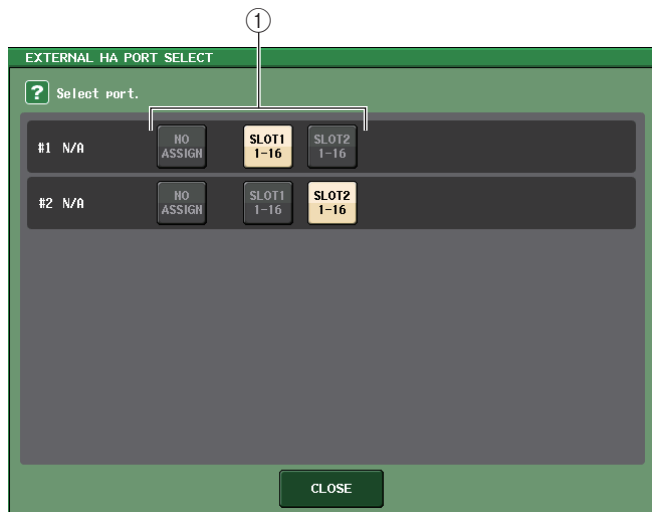 ①
EXTERNAL HA PORT SELECT
? Select port.
#1 N/A NO ASSIGN SLOT1 1-16 SLOT2 1-16
#2 N/A NO ASSIGN SLOT1 1-16 SLOT2 1-16
CLOSE